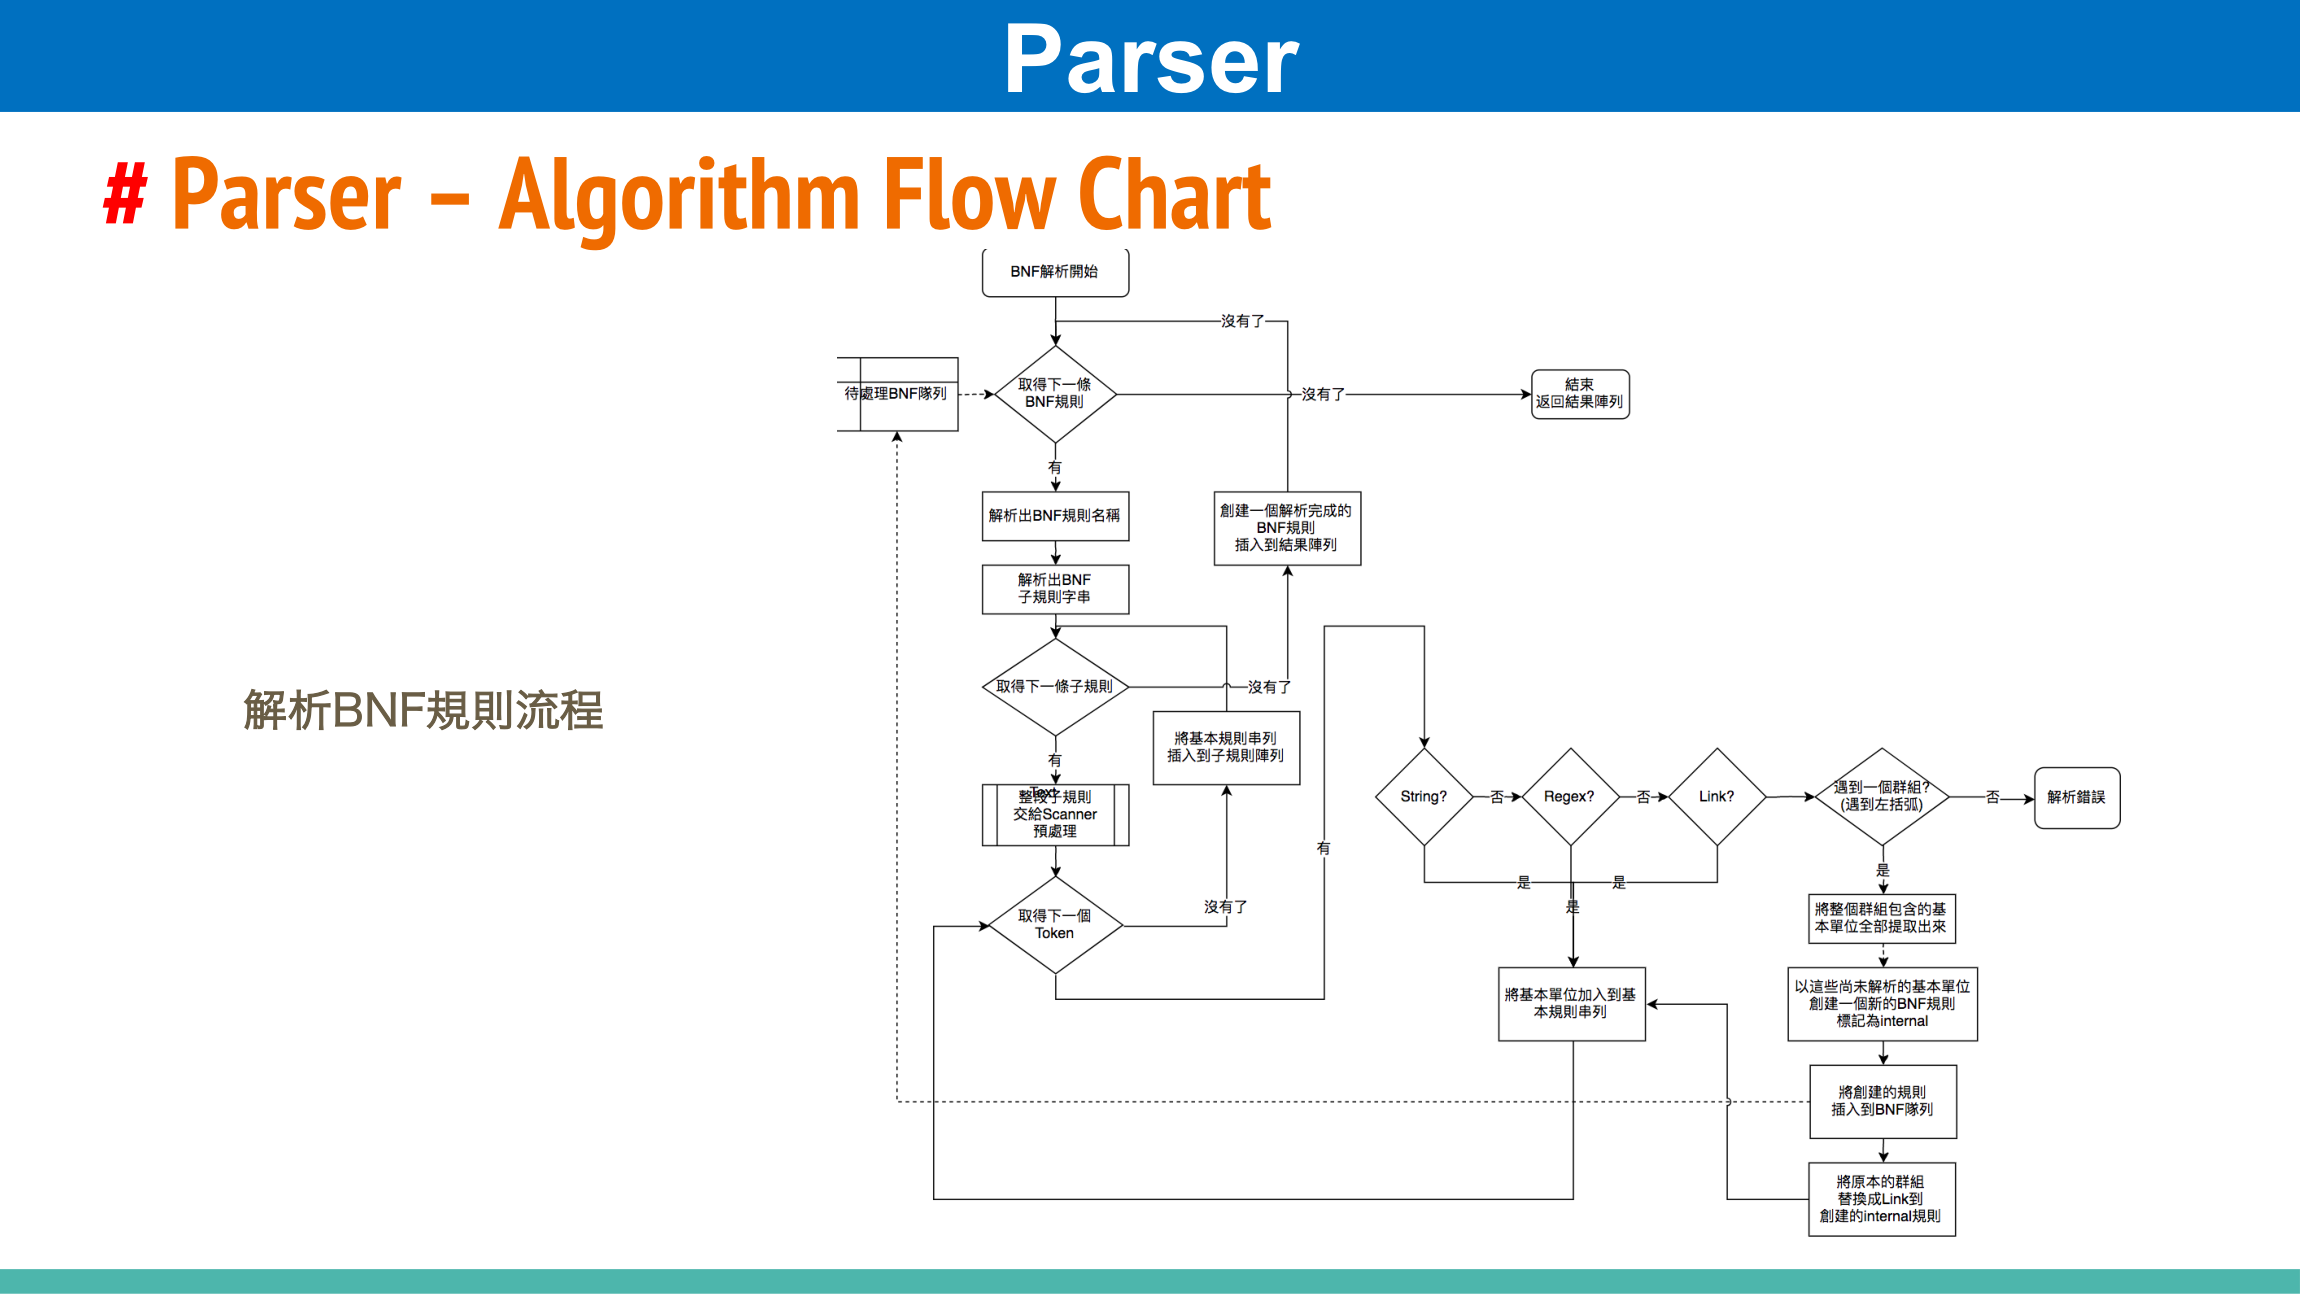 Parser
# Parser – Algorithm Flow Chart
解析BNF規則流程
BNF解析開始
沒有了
待處理BNF隊列
取得下一條
BNF規則
沒有了
結束
返回結果陣列
有
解析出BNF規則名稱
創建一個解析完成的
BNF規則
插入到結果陣列
解析出BNF
子規則字串
取得下一條子規則
沒有了
有
將基本規則串列
插入到子規則陣列
Text
整段子規則
交給Scanner
預處理
有
String?
否
Regex?
否
Link?
遇到一個群組?
(遇到左括弧)
否
解析錯誤
是
是
是
是
取得下一個
Token
沒有了
將整個群組包含的基
本單位全部提取出來
將基本單位加入到基
本規則串列
以這些尚未解析的基本單位
創建一個新的BNF規則
標記為internal
將創建的規則
插入到BNF隊列
將原本的群組
替換成Link到
創建的internal規則